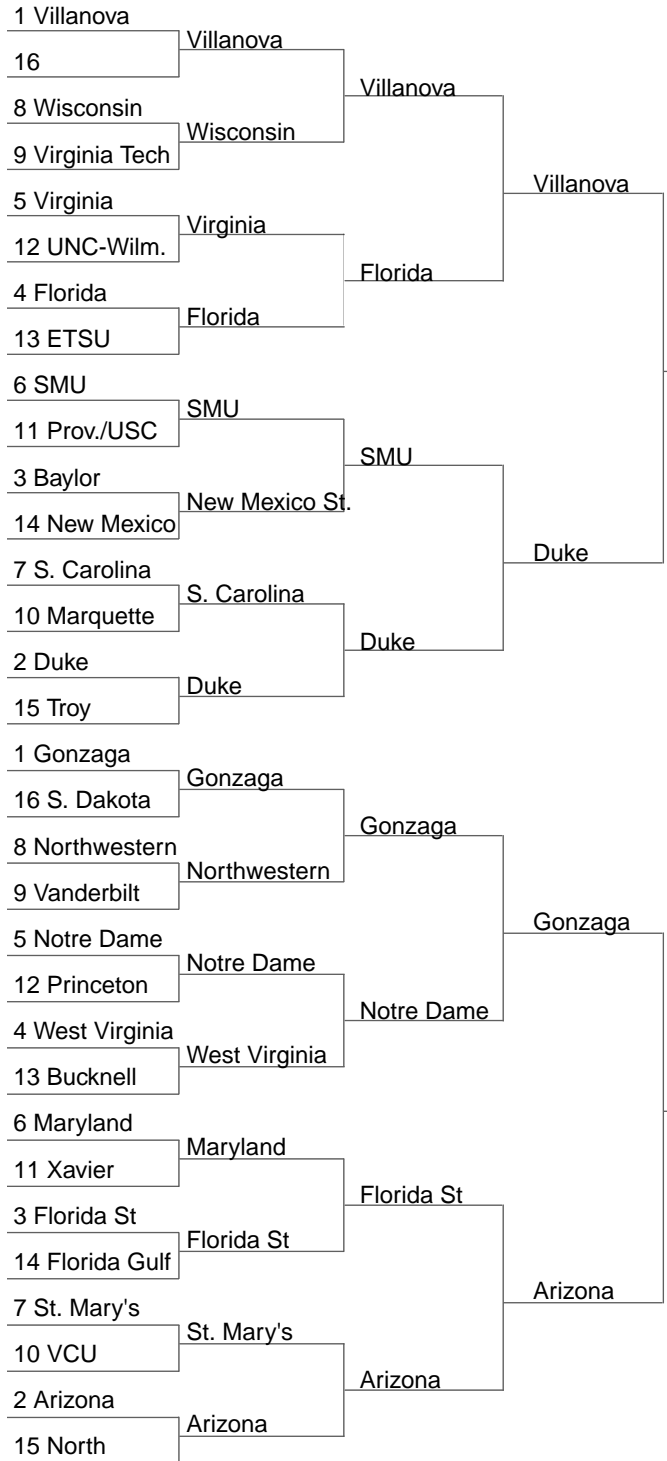 1 Villanova
16
8 Wisconsin
9 Virginia Tech
5 Virginia
12 UNC-Wilm.
4 Florida
13 ETSU
6 SMU
11 Prov./USC
3 Baylor
14 New Mexico
7 S. Carolina
10 Marquette
2 Duke
15 Troy
1 Gonzaga
16 S. Dakota
8 Northwestern
9 Vanderbilt
5 Notre Dame
12 Princeton
4 West Virginia
13 Bucknell
6 Maryland
11 Xavier
3 Florida St
14 Florida Gulf
7 St. Mary's
10 VCU
2 Arizona
15 North
Villanova
Wisconsin
Virginia
Florida
SMU
New Mexico St.
S. Carolina
Duke
Gonzaga
Northwestern
Notre Dame
West Virginia
Maryland
Florida St
St. Mary's
Arizona
Villanova
Florida
SMU
Duke
Gonzaga
Notre Dame
Florida St
Arizona
Villanova
Duke
Gonzaga
Arizona